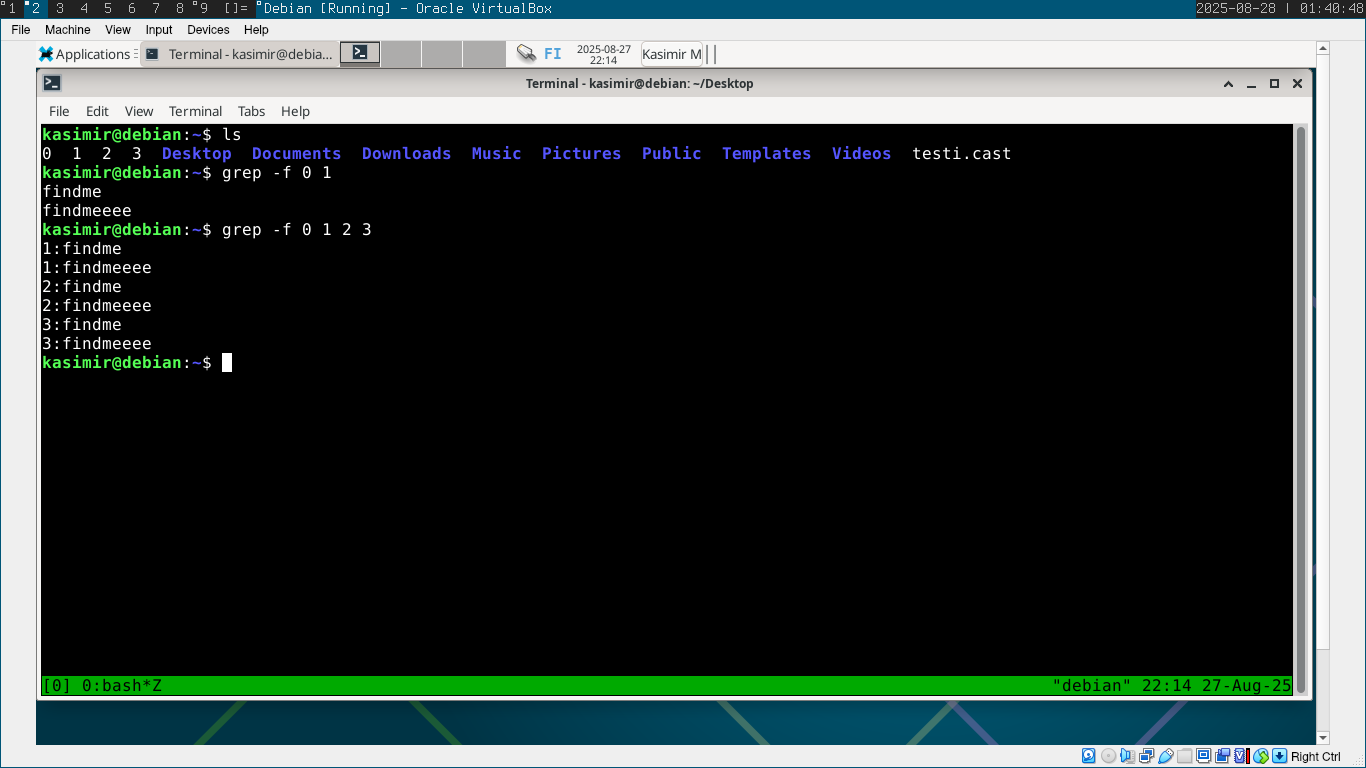 1 2 3 4 5 6 7 8 9 []= Debian [Running] - Oracle VirtualBox 2025-08-28 | 01:40:48
File Machine View Input Devices Help
Applications Terminal - kasimir@debia... FI 2025-08-27 22:14 Kasimir M
Terminal - kasimir@debian: ~/Desktop
File Edit View Terminal Tabs Help
kasimir@debian:~$ ls
0 1 2 3 Desktop Documents Downloads Music Pictures Public Templates Videos testi.cast
kasimir@debian:~$ grep -f 0 1
findme
findmeeee
kasimir@debian:~$ grep -f 0 1 2 3
1:findme
1:findmeeee
2:findme
2:findmeeee
3:findme
3:findmeeee
kasimir@debian:~$
[0] 0:bash*Z "debian" 22:14 27-Aug-25
Right Ctrl